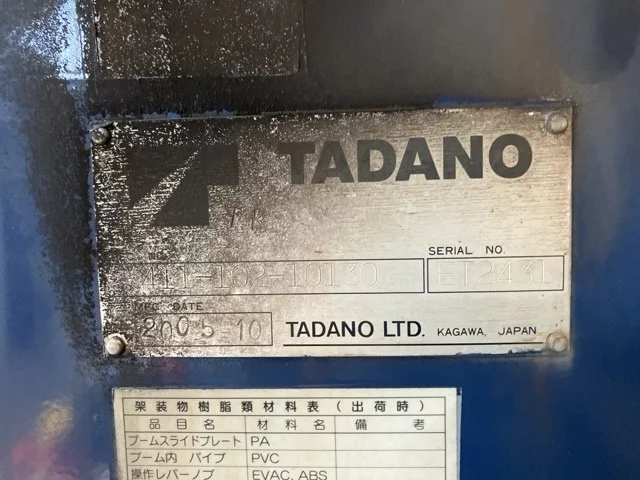 TADANO
SERIAL NO.
411-182-10130
ET2431
MFG. DATE
2005 10
TADANO LTD. KAGAWA, JAPAN
架装物樹脂類材料表(出荷時)
品目名 材料名 備考
ブームスライドプレート PA
ブーム内 パイプ PVC
操作レバーノブ EVAC, ABS